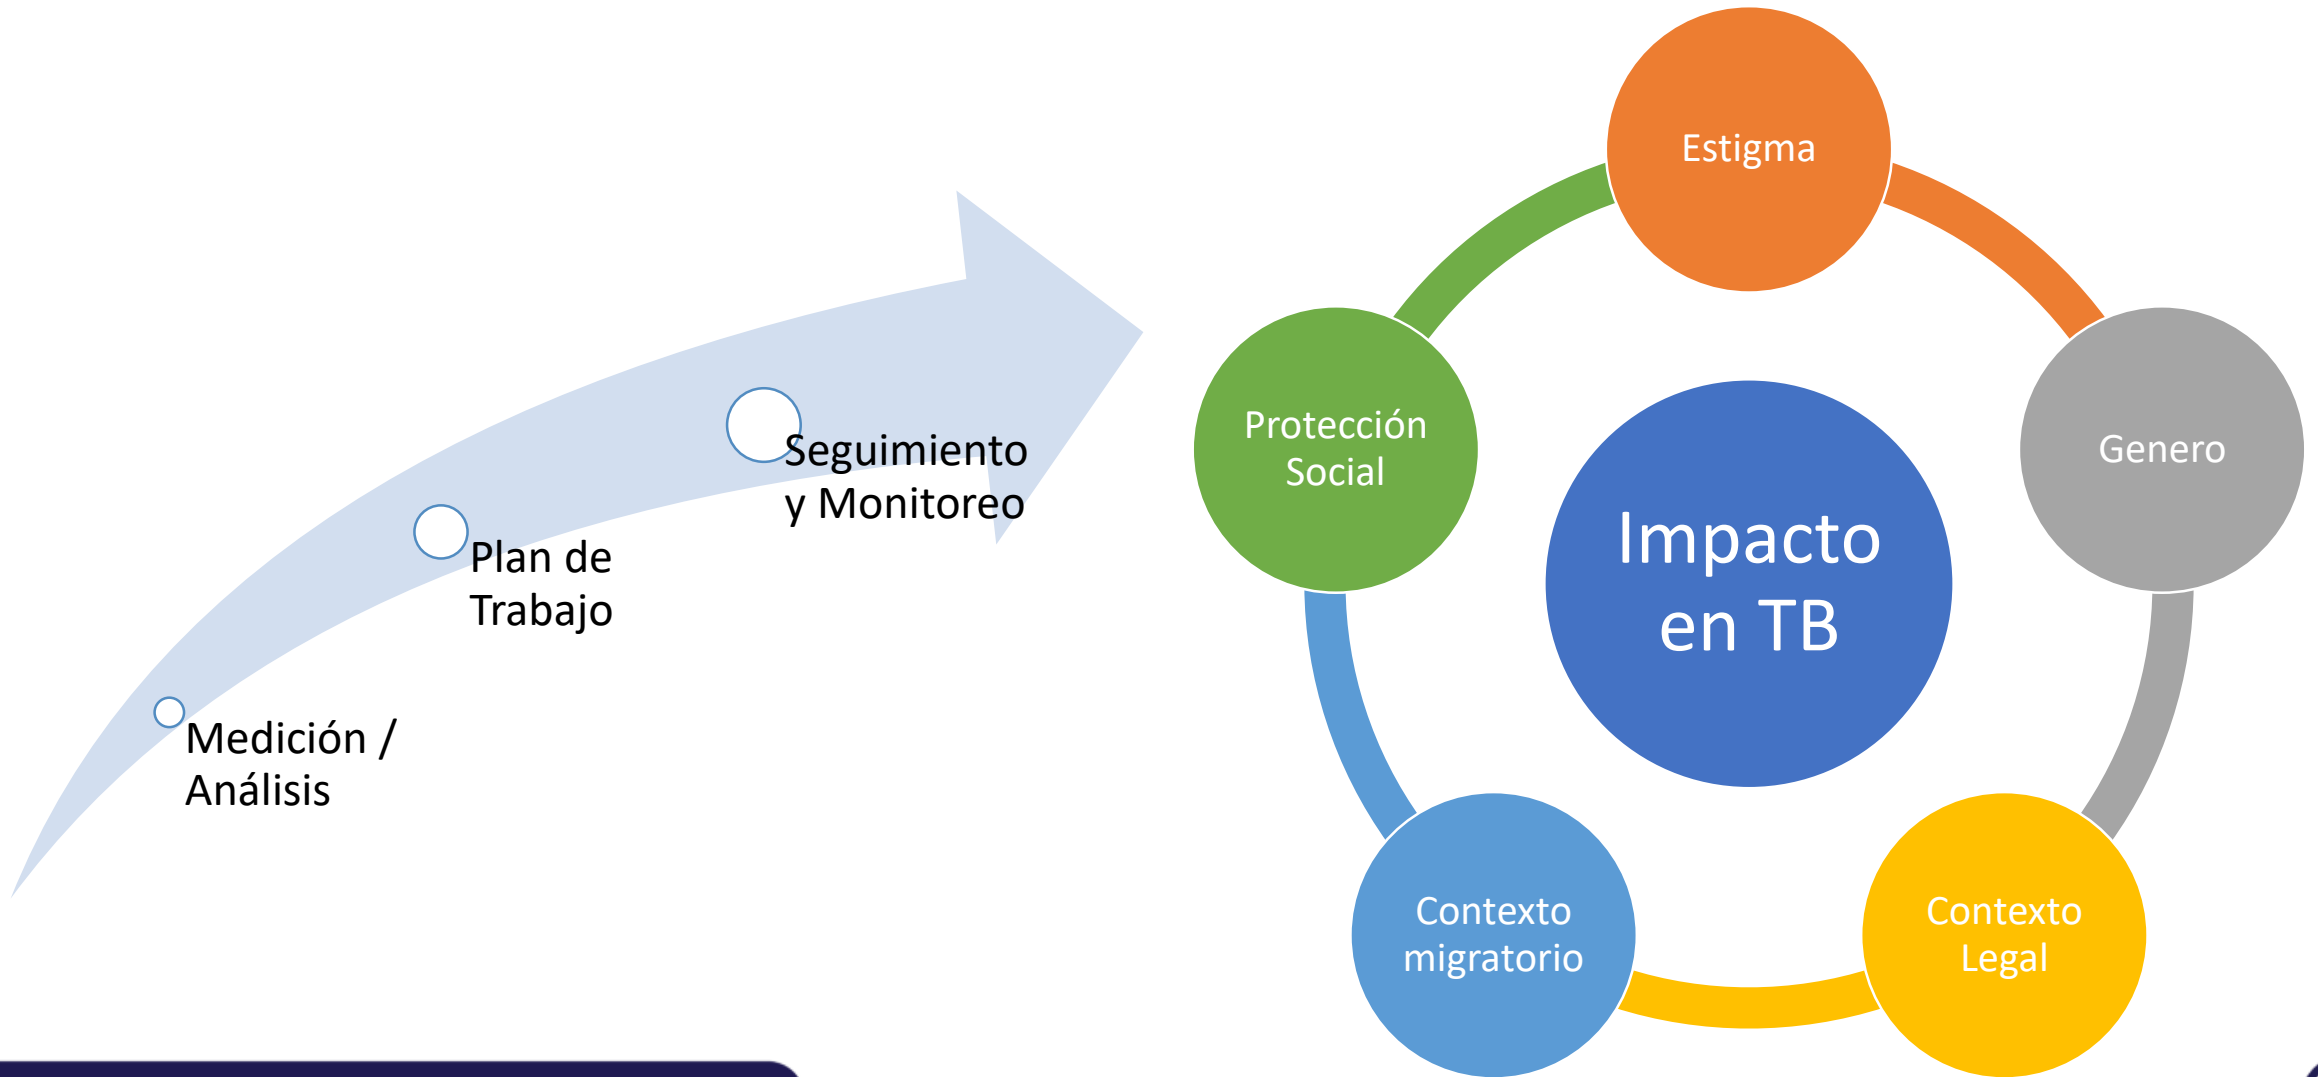 Medición /
Análisis
Plan de
Trabajo
Seguimiento
y Monitoreo
Estigma
Genero
Contexto
Legal
Contexto
migratorio
Protección
Social
Impacto
en TB